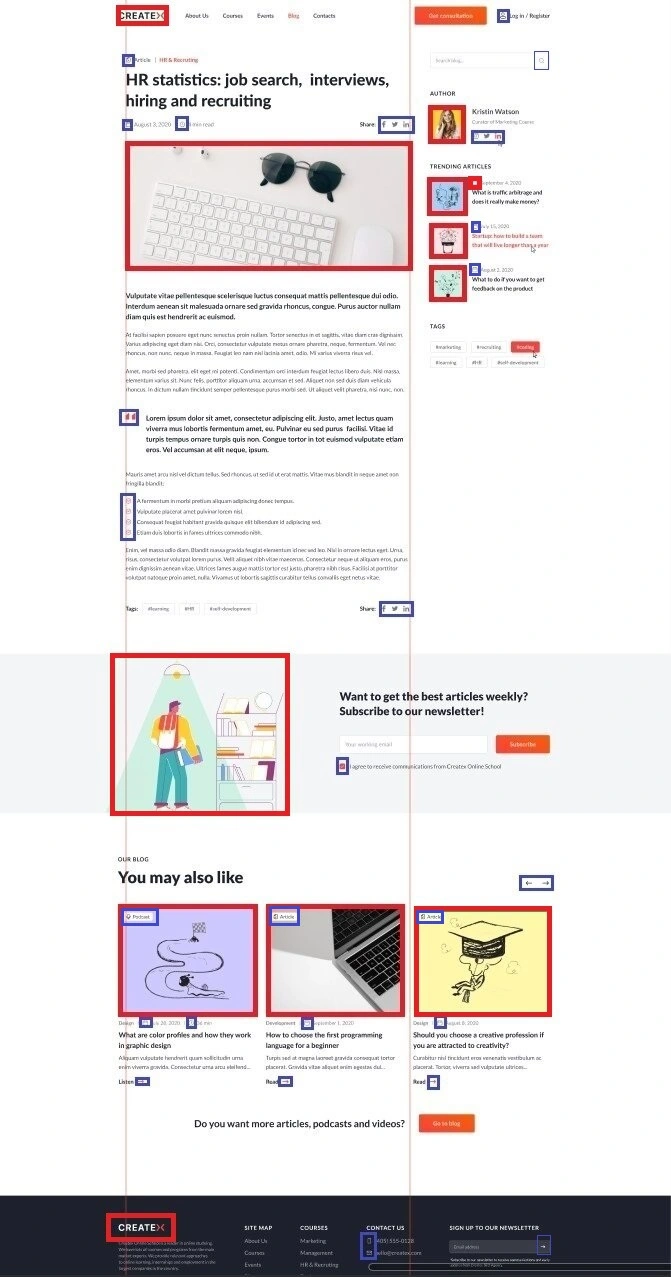 CREATEX
About Us
Courses
Events
Blog
Contacts
Get consultation
Log in / Register
Article | HR & Recruting
HR statistics: job search, interviews,
hiring and recruiting
August 3, 2020
min read
Share:
AUTHOR
Kristin Watson
Curator of Marketing Course
TRENDING ARTICLES
September 4, 2020
What is traffic arbitrage and
does it really make money?
July 15, 2020
Startup: how to build a team
that will live longer than a year
August 2, 2020
What to do if you want to get
feedback on the product
TAGS
#marketing
#recruiting
#learning
#HR
#self-development
Vulputate vitae pellentesque scelerisque luctus consequat mattis pellentesque dui odio.
Interdum aenean sit malesuada ornare sed gravida rhoncus, congue. Purus auctor nullam
diam quis est hendrerit ac euismod.
At facilisi sapien posuere eget nunc senectus proin nullam. Tortor senectus in et sagittis, vitae diam cras dignissim.
Varius adipiscing eget diam nisi. Orci, consectetur vulputate metus ornare pharetra, neque, fermentum. Vel nec
rhoncus, non nunc, neque in massa. Feugiat leo nam nisl lacinia amet, odio. Mi varius viverra risus vel.
Amet, morbi sed pharetra, elit eget mi potenti. Condimentum orci interdum feugiat lectus libero duis. Nisl massa,
elementum varius sit. Nunc felis, porttitor aliquam urna, accumsan et sed. Aliquet non sed duis diam vehicula
rhoncus. In dictum nullam tincidunt semper pellentesque purus sed. Ut aliquet velit pharetra, nisl nunc, non.
Lorem ipsum dolor sit amet, consectetur adipiscing elit. Justo, amet lectus quam
viverra mus lobortis fermentum amet, eu. Pulvinar eu sed purus facilisi. Vitae id
turpis tempus ornare turpis quis non. Congue tortor in tot euismod vulputate etiam
eros. Vel accumsan at elit neque, ipsum.
Mauris amet arcu nisl vel dictum tellus. Sed rhoncus, ut sed id ut erat mattis. Vitae mus blandit in neque amet non
fringilla blandit:
A fermentum in morbi pretium aliquam adipiscing donec tempus.
Vulputate placerat amet pulvinar lorem nisl.
Consequat feugiat habitant gravida quisque elit bibendum id adipiscing sed.
Etiam duis lobortis in fames ultrices commodo nibh.
Enim, vel massa odio diam. Blandit massa gravida feugiat elementum id nec sed leo. Nisi in ornare lectus eget. Urna,
risus, consectetur volutpat lorem purus. Velit aliquet nibh vitae maecenas. Consectetur neque ut aliquam eros, purus
enim dignissim aenean vitae. Ultrices lames augue mattis tortor est justo, pharetra nibh risus. Facilisi at porttitor
volutpat natoque proin amet, nulla. Vivamus ut lobortis sagittis curabitur tellus convallis eget netus vitae.
Tags:
#learning
#HR
#self-development
Share:
Want to get the best articles weekly?
Subscribe to our newsletter!
Your working email
Subscribe
I agree to receive communications from Createx Online School
OUR BLOG
You may also like
Podcast
Article
Article
Design
Development
September 1, 2020
Design
August 8, 2020
What are color profiles and how they work
in graphic design
How to know the first programming
language for a beginner
Should you choose a creative profession if
you are attracted to creativity?
Aliquam vulputate hendrerit quam sollicitudin urna
enim viverra gravida. Consectetur urna arcu eleifend...
Turpis sed at magna laoreet gravida consequat tortor
placerat. Gravida vitae aliquet enim egestas dui...
Curabitur nisl tincidunt eros venenatis vestibulum ac
placerat. Tortor, viverra sed vulputate ultrices...
Listen
Read
Read
Do you want more articles, podcasts and videos?
Go to blog
CREATEX
SITE MAP
About Us
Courses
Events
COURSES
Marketing
Management
HR & Recruting
CONTACT US
(405) 555-0128
hello@createx.com
SIGN UP TO OUR NEWSLETTER
Email address